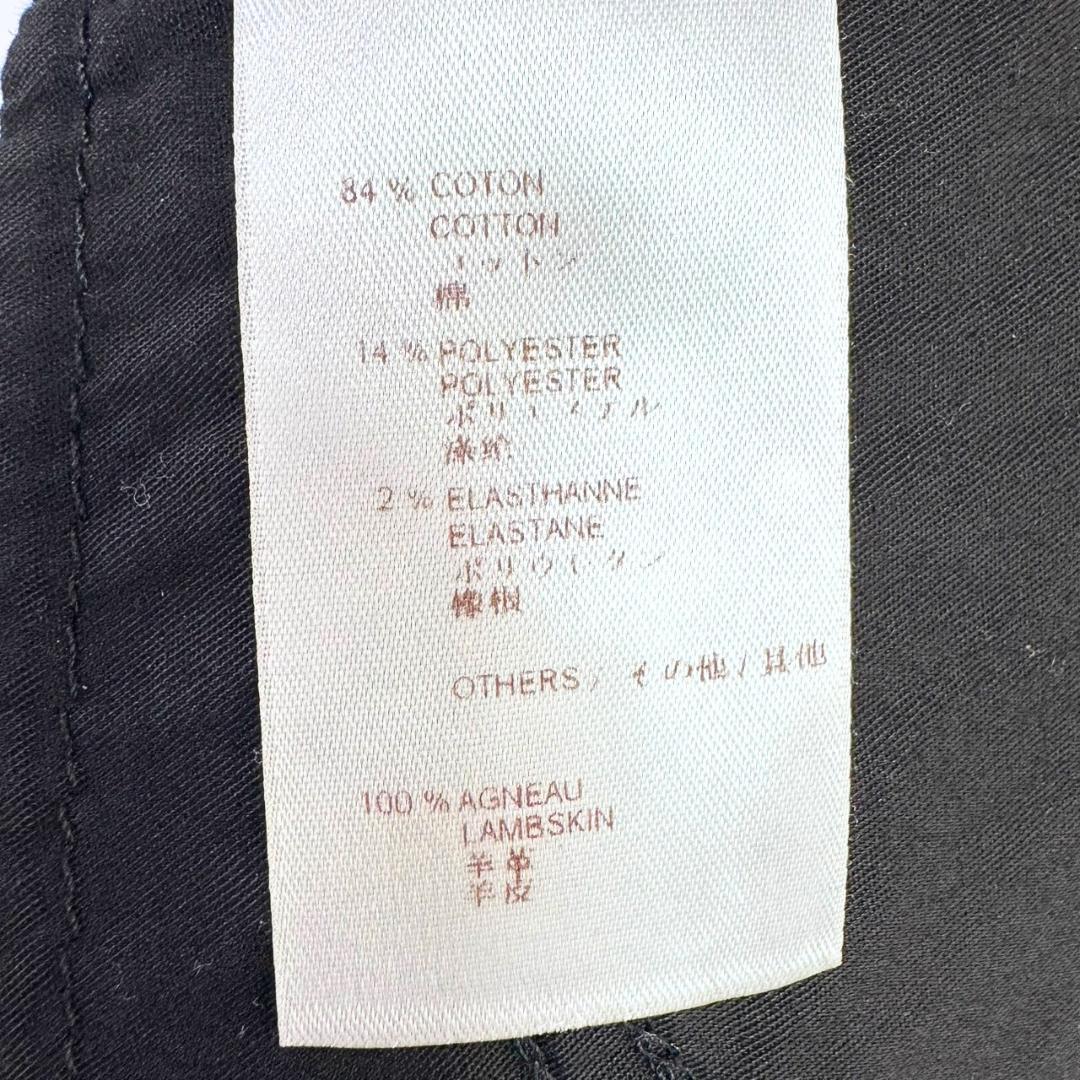 84 % COTON
COTTON
コットン
棉
14 % POLYESTER
POLYESTER
ポリエステル
涤纶
2 % ELASTHANNE
ELASTANE
ポリウレタン
OTHERS / その他 / 其他
100 % AGNEAU
LAMBSKIN
羊革
羊皮